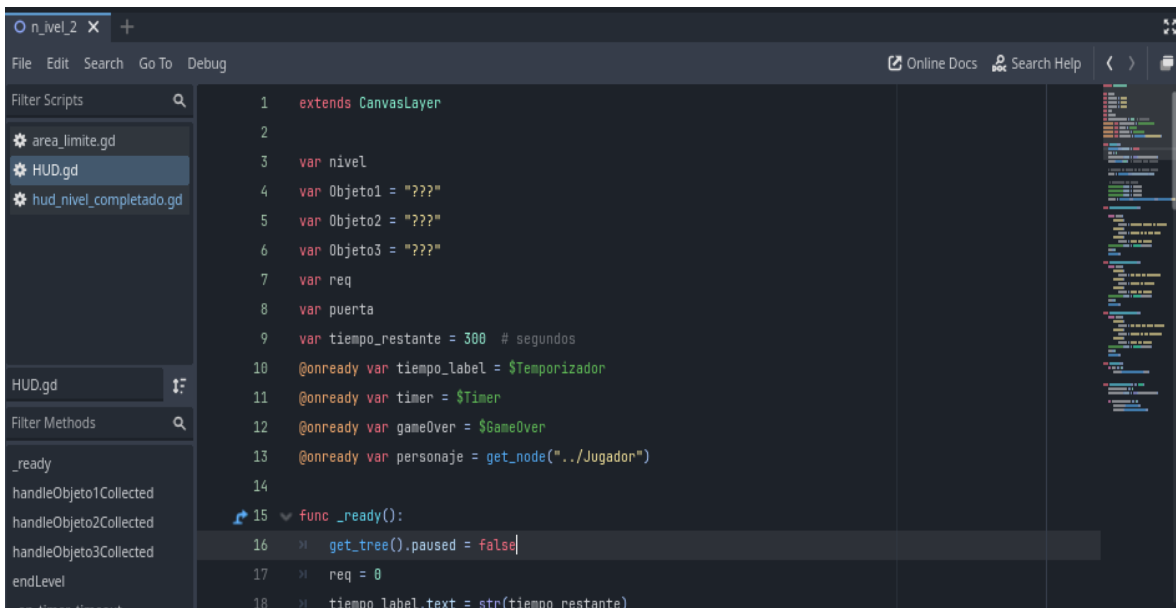 n_ivel_2
File Edit Search Go To Debug Online Docs Search Help
Filter Scripts
area_limite.gd
HUD.gd
hud_nivel_completado.gd
HUD.gd
Filter Methods
_ready
handleObjeto1Collected
handleObjeto2Collected
handleObjeto3Collected
endLevel
1 extends CanvasLayer
2
3 var nivel
4 var Objeto1 = "???"
5 var Objeto2 = "???"
6 var Objeto3 = "???"
7 var req
8 var puerta
9 var tiempo_restante = 300 # segundos
10 @onready var tiempo_label = $Temporizador
11 @onready var timer = $Timer
12 @onready var gameOver = $GameOver
13 @onready var personaje = get_node("../Jugador")
14
15 func _ready():
16 get_tree().paused = false
17 req = 0
18 tiempo_label.text = str(tiempo_restante)